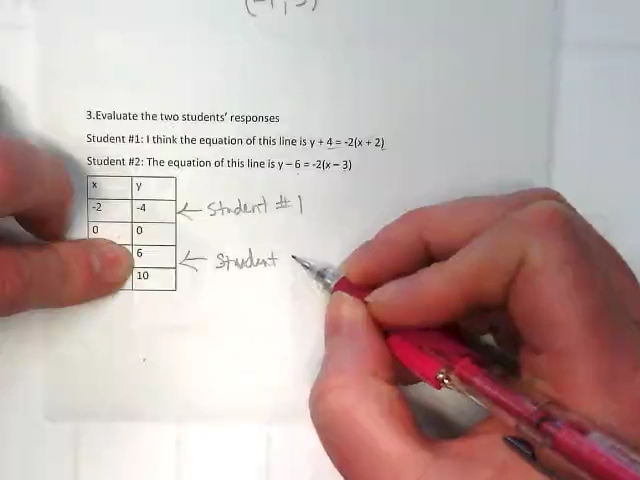 3.Evaluate the two students' responses
Student #1: I think the equation of this line is y + 4 = -2(x + 2)
Student #2: The equation of this line is y – 6 = -2(x – 3)
x y
-2 -4 ← Student #1
0 0
6 ← Student
10